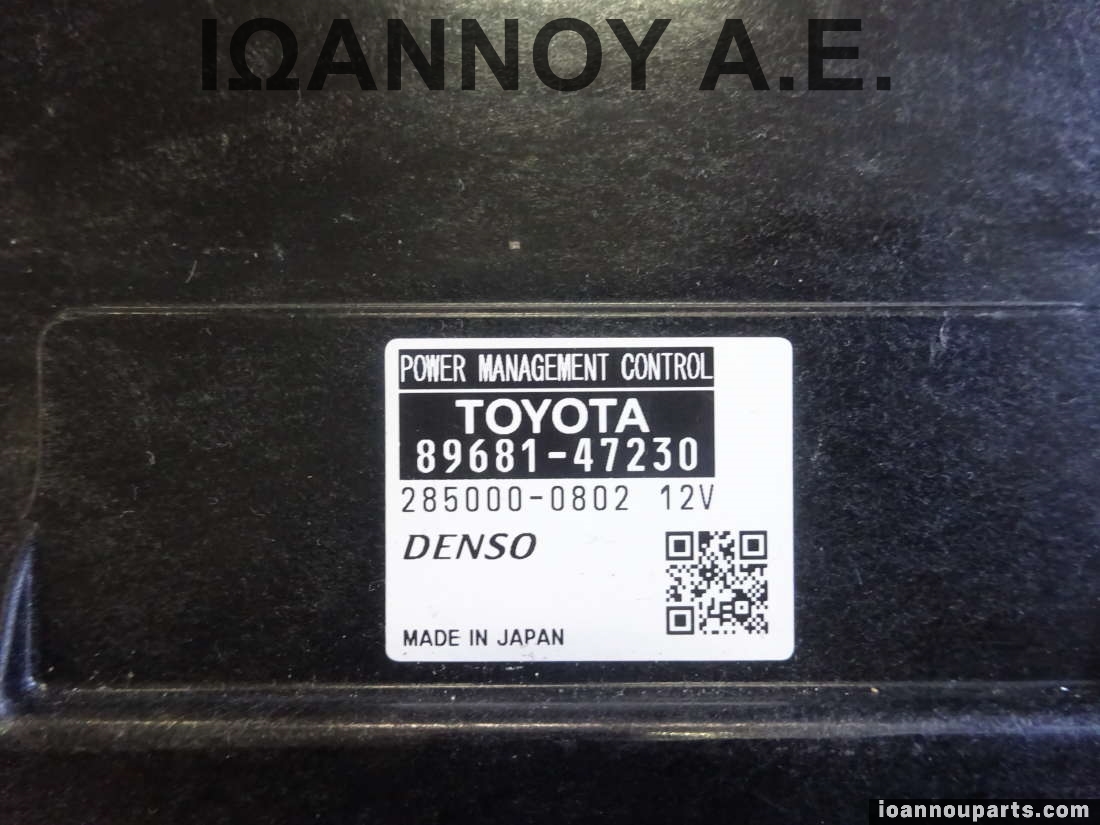 ΙΩΑΝΝΟΥ Α.Ε.
POWER MANAGEMENT CONTROL
TOYOTA
89681-47230
285000-0802 12V
DENSO
MADE IN JAPAN
ioannouparts.com